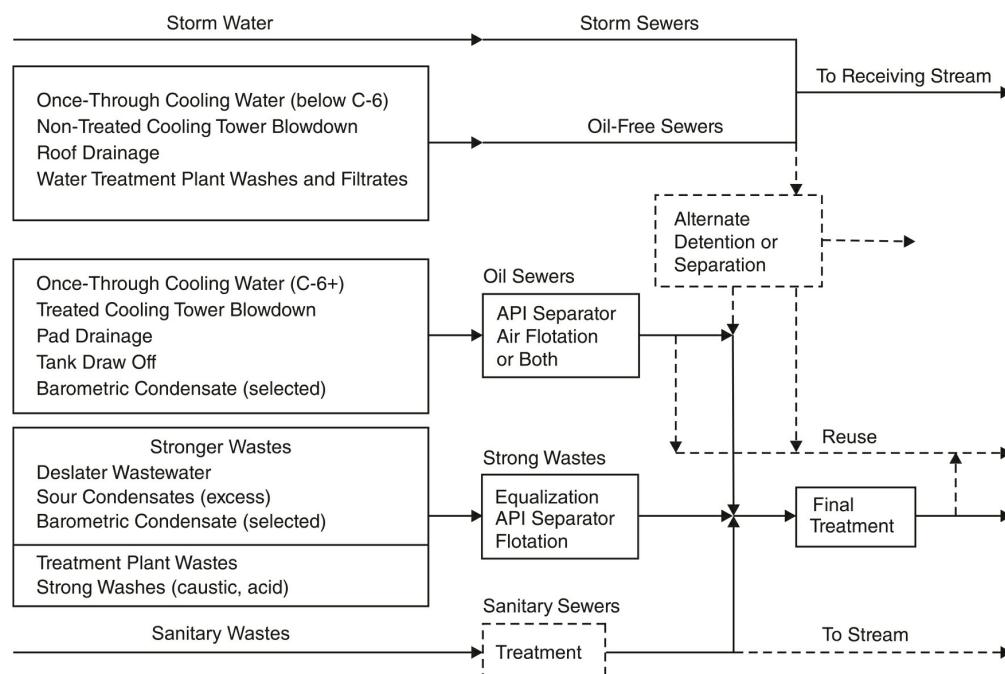 Storm Water
Storm Sewers
To Receiving Stream
Once-Through Cooling Water (below C-6)
Non-Treated Cooling Tower Blowdown
Roof Drainage
Water Treatment Plant Washes and Filtrates
Oil-Free Sewers
Alternate
Detention or
Separation
Once-Through Cooling Water (C-6+)
Treated Cooling Tower Blowdown
Pad Drainage
Tank Draw Off
Barometric Condensate (selected)
Oil Sewers
API Separator
Air Flotation
or Both
Reuse
Stronger Wastes
Deslater Wastewater
Sour Condensates (excess)
Barometric Condensate (selected)
Treatment Plant Wastes
Strong Washes (caustic, acid)
Strong Wastes
Equalization
API Separator
Flotation
Final
Treatment
Sanitary Wastes
Sanitary Sewers
Treatment
To Stream